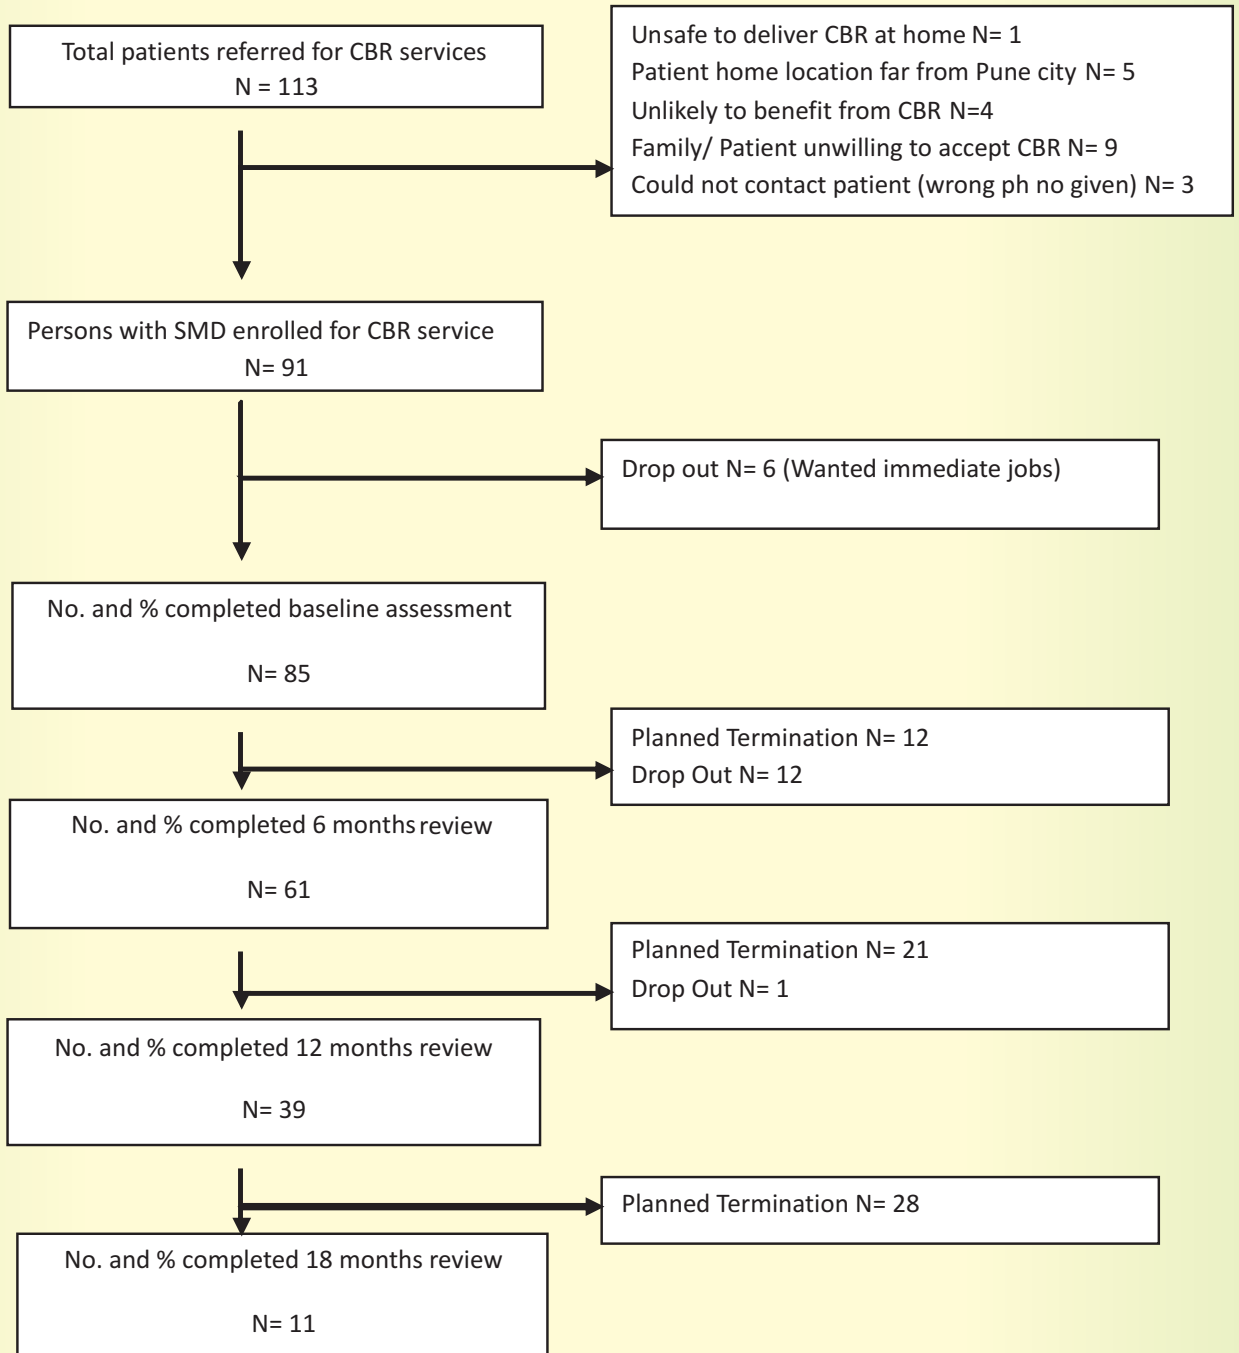 Total patients referred for CBR services
N = 113
Unsafe to deliver CBR at home N= 1
Patient home location far from Pune city N= 5
Unlikely to benefit from CBR N=4
Family/ Patient unwilling to accept CBR N= 9
Could not contact patient (wrong ph no given) N= 3
Persons with SMD enrolled for CBR service
N= 91
Drop out N= 6 (Wanted immediate jobs)
No. and % completed baseline assessment
N= 85
Planned Termination N= 12
Drop Out N= 12
No. and % completed 6 months review
N= 61
Planned Termination N= 21
Drop Out N= 1
No. and % completed 12 months review
N= 39
Planned Termination N= 28
No. and % completed 18 months review
N= 11